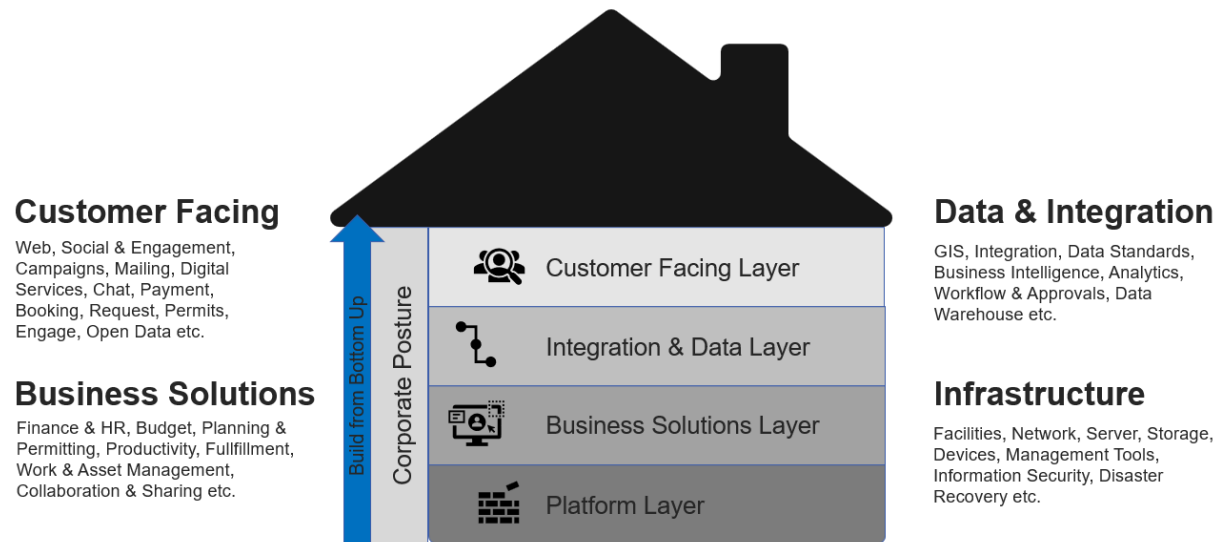 Customer Facing
Web, Social & Engagement,
Campaigns, Mailing, Digital
Services, Chat, Payment,
Booking, Request, Permits,
Engage, Open Data etc.
Business Solutions
Finance & HR, Budget, Planning &
Permitting, Productivity, Fullfillment,
Work & Asset Management,
Collaboration & Sharing etc.
Build from Bottom Up
Corporate Posture
Customer Facing Layer
Integration & Data Layer
Business Solutions Layer
Platform Layer
Data & Integration
GIS, Integration, Data Standards,
Business Intelligence, Analytics,
Workflow & Approvals, Data
Warehouse etc.
Infrastructure
Facilities, Network, Server, Storage,
Devices, Management Tools,
Information Security, Disaster
Recovery etc.